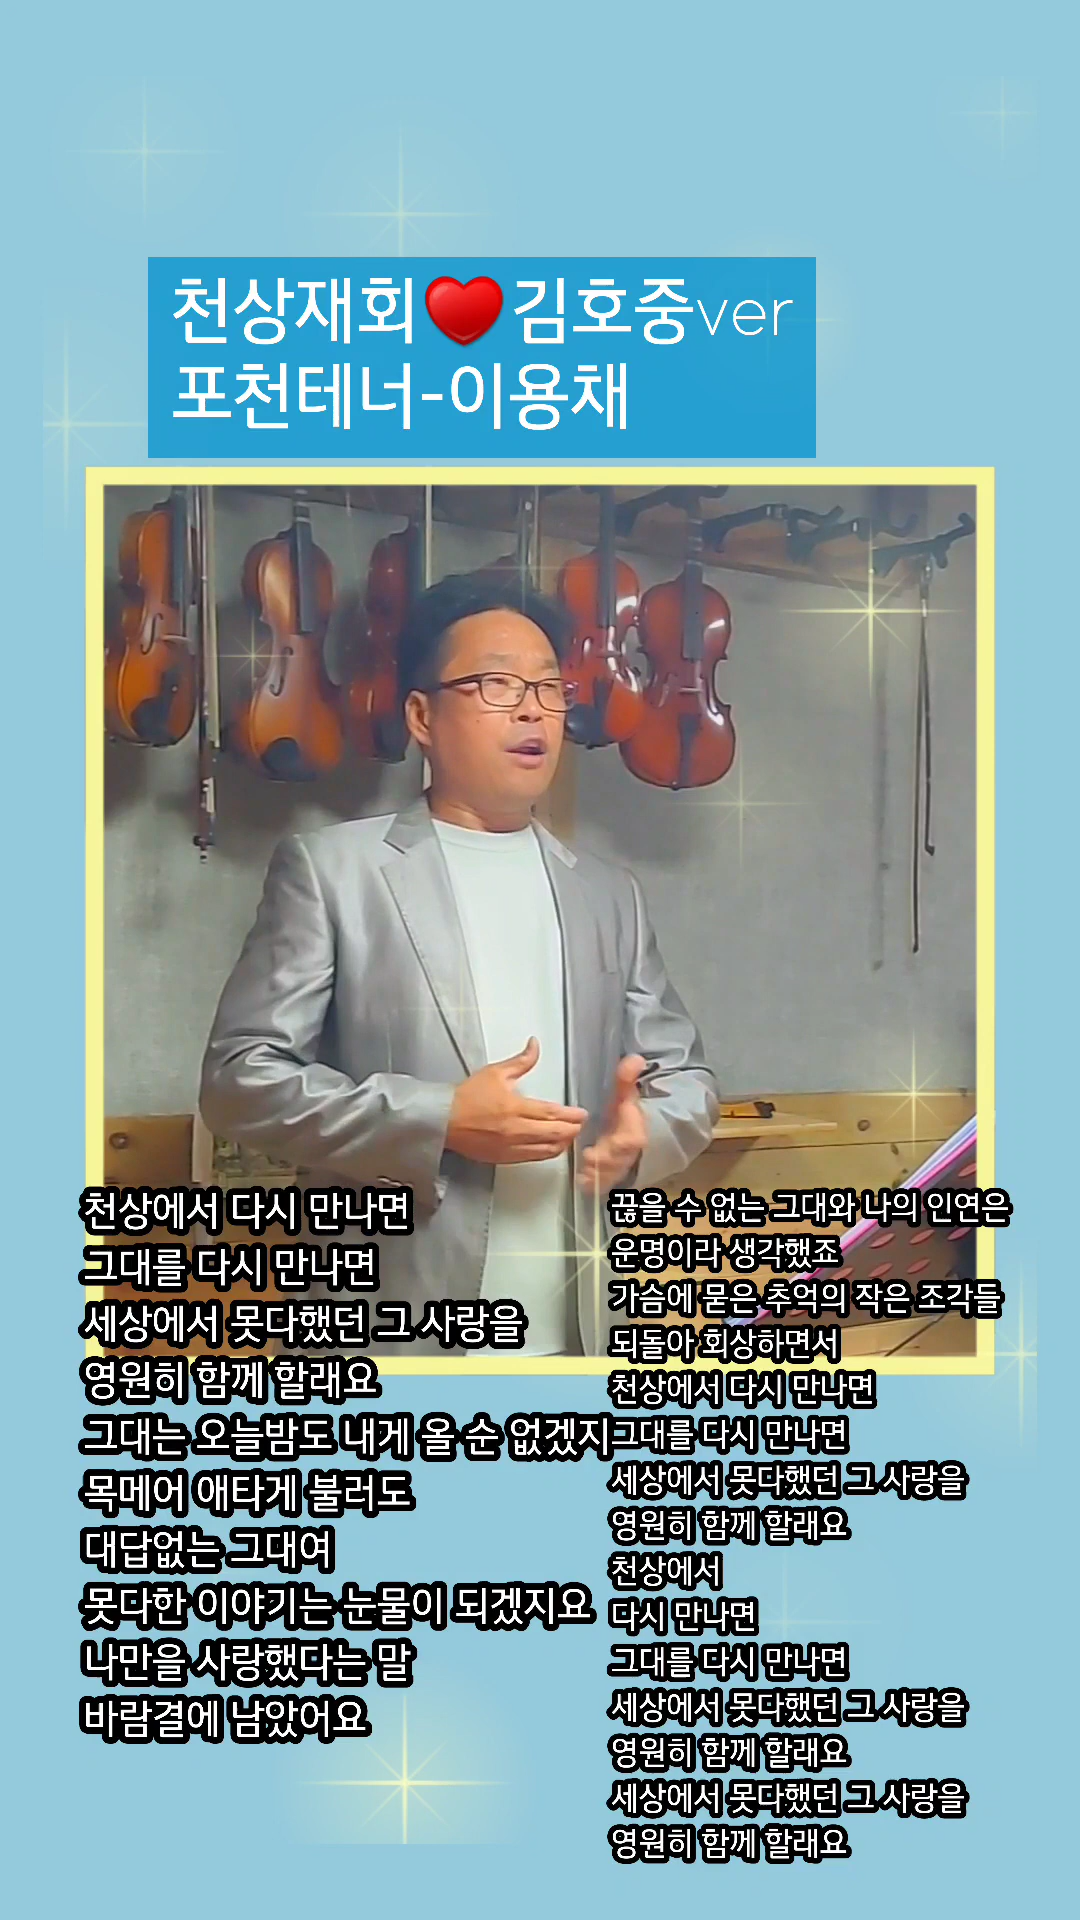 천상재회❤️김호중ver
포천테너-이용채
천상에서 다시 만나면
그대를 다시 만나면
세상에서 못다했던 그 사랑을
영원히 함께 할래요
그대는 오늘밤도 내게 올 순 없겠지
목메어 애타게 불러도
대답없는 그대여
못다한 이야기는 눈물이 되겠지요
나만을 사랑했다는 말
바람결에 남았어요
끊을 수 없는 그대와 나의 인연은
운명이라 생각했죠
가슴에 묻은 추억의 작은 조각들
되돌아 회상하면서
천상에서 다시 만나면
그대를 다시 만나면
세상에서 못다했던 그 사랑을
영원히 함께 할래요
천상에서
다시 만나면
그대를 다시 만나면
세상에서 못다했던 그 사랑을
영원히 함께 할래요
세상에서 못다했던 그 사랑을
영원히 함께 할래요